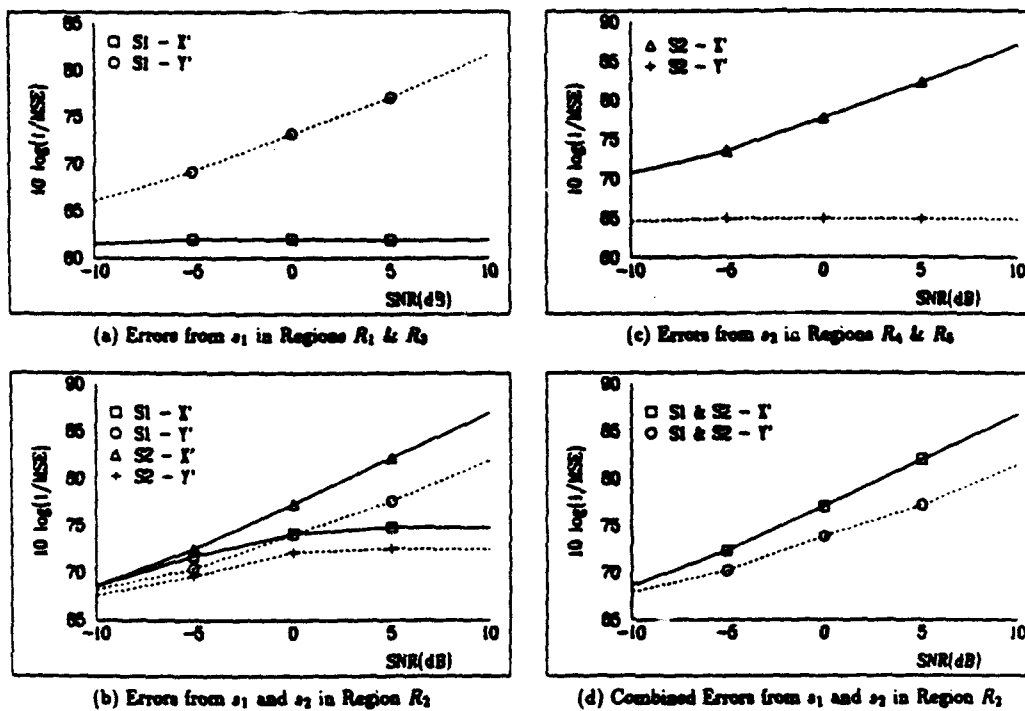 85
80
75
70
65
60
10 log(1/MSE)
S1 - X'
S1 - Y'
-10
-5
0
5
10
SNR(dB)
(a) Errors from s₁ in Regions R₁ & R₃
90
85
80
75
70
65
60
10 log(1/MSE)
S2 - X'
S2 - Y'
-10
-5
0
5
10
SNR(dB)
(c) Errors from s₂ in Regions R₄ & R₅
90
85
80
75
70
65
10 log(1/MSE)
S1 - X'
S1 - Y'
S2 - X'
S2 - Y'
-10
-5
0
5
10
SNR(dB)
(b) Errors from s₁ and s₂ in Region R₂
90
85
80
75
70
65
10 log(1/MSE)
S1 & S2 - X'
S1 & S2 - Y'
-10
-5
0
5
10
SNR(dB)
(d) Combined Errors from s₁ and s₂ in Region R₂